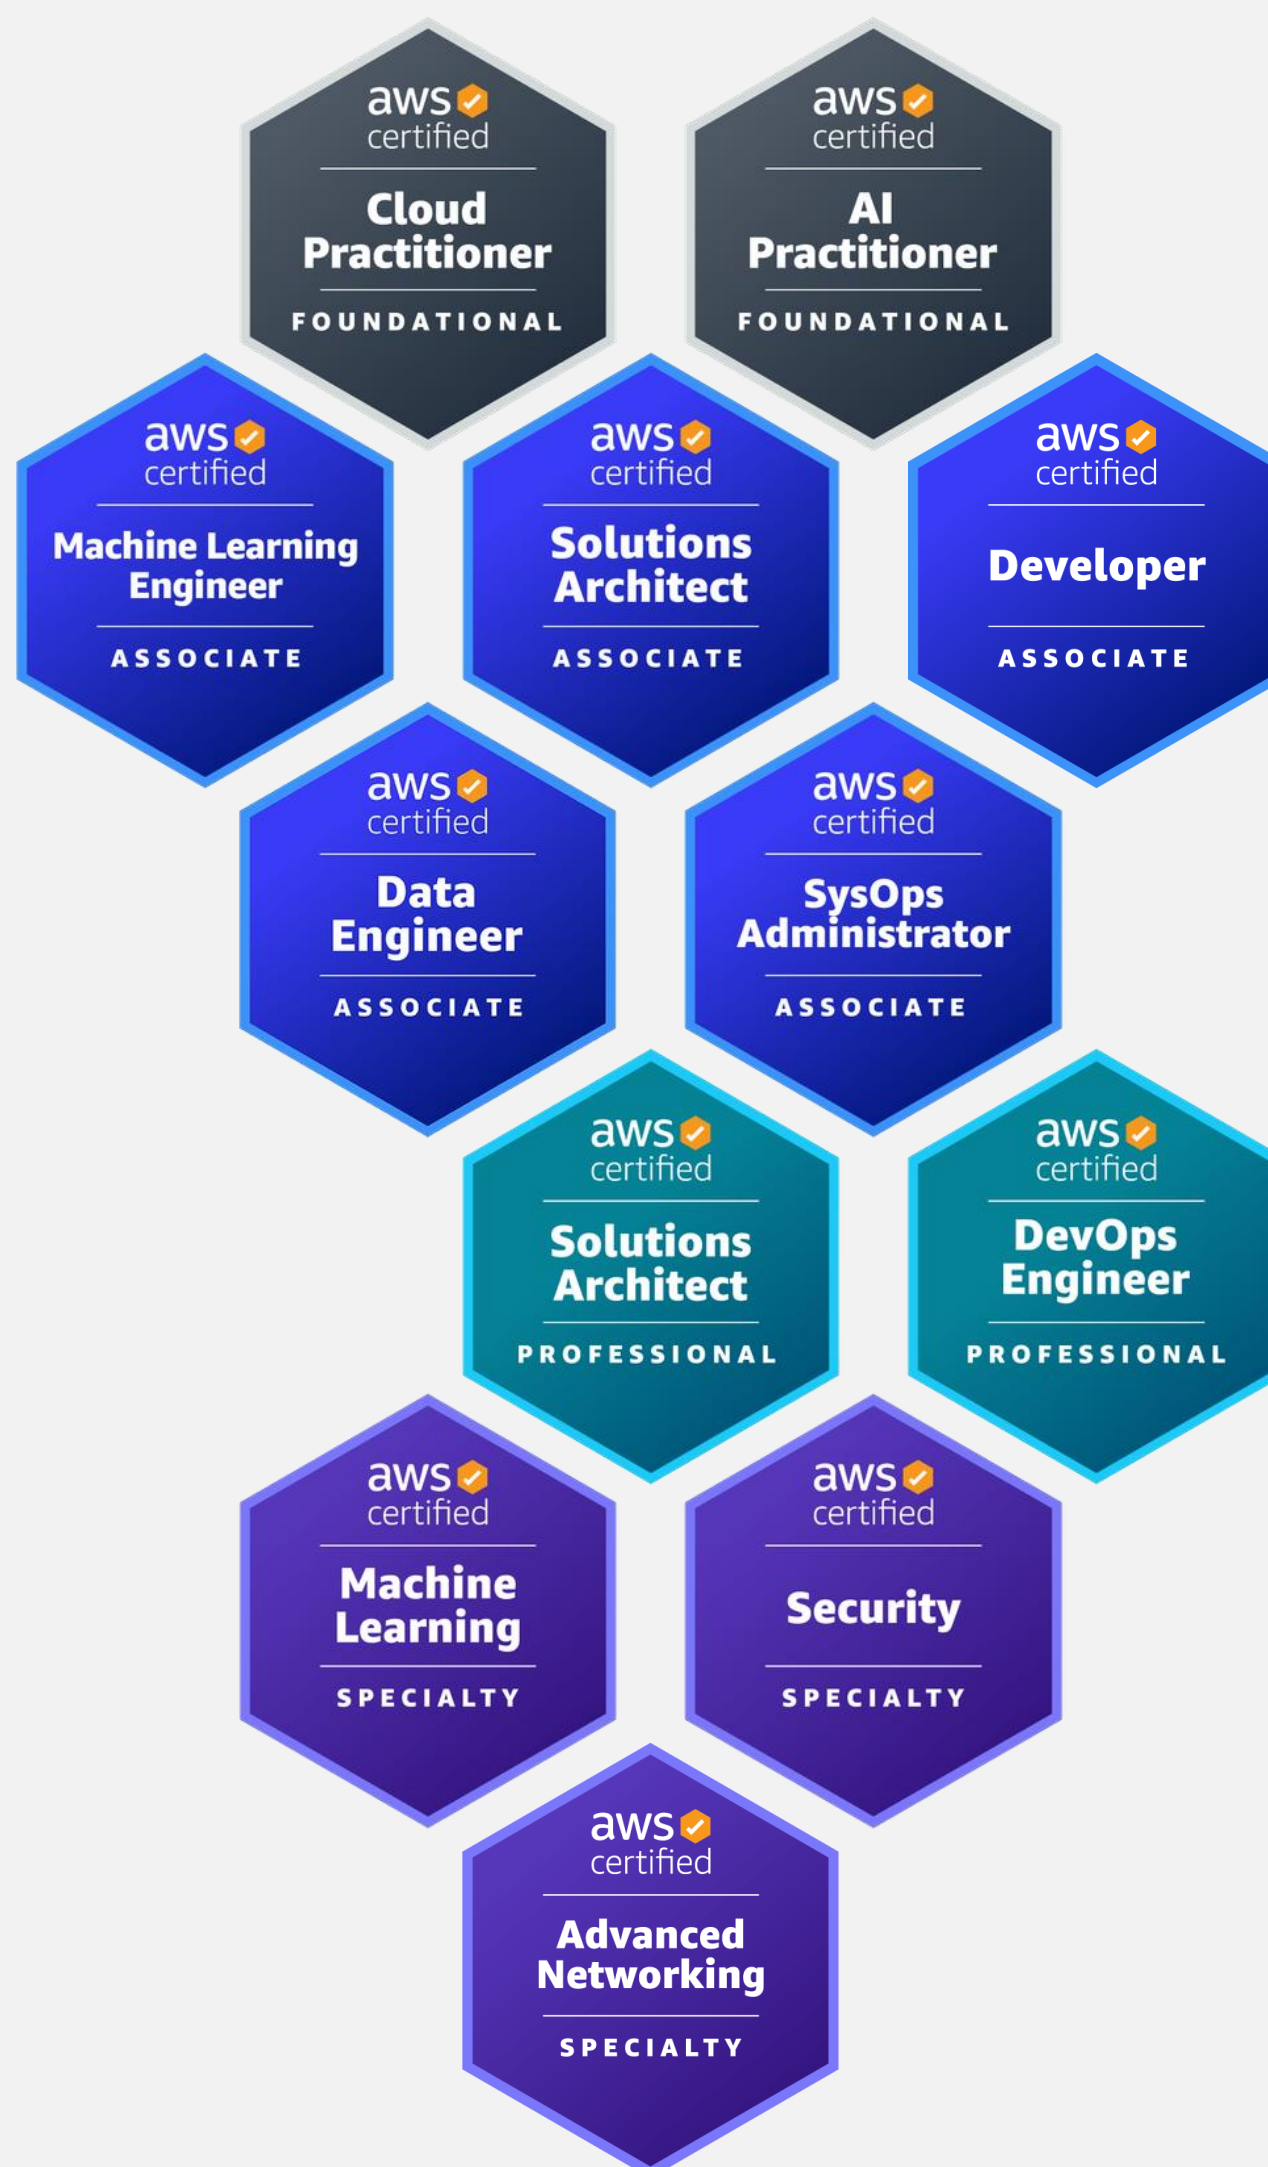 aws
certified
Cloud
Practitioner
FOUNDATIONAL
aws
certified
AI
Practitioner
FOUNDATIONAL
aws
certified
Machine Learning
Engineer
ASSOCIATE
aws
certified
Solutions
Architect
ASSOCIATE
aws
certified
Developer
ASSOCIATE
aws
certified
Data
Engineer
ASSOCIATE
aws
certified
SysOps
Administrator
ASSOCIATE
aws
certified
Solutions
Architect
PROFESSIONAL
aws
certified
DevOps
Engineer
PROFESSIONAL
aws
certified
Machine
Learning
SPECIALTY
aws
certified
Security
SPECIALTY
aws
certified
Advanced
Networking
SPECIALTY